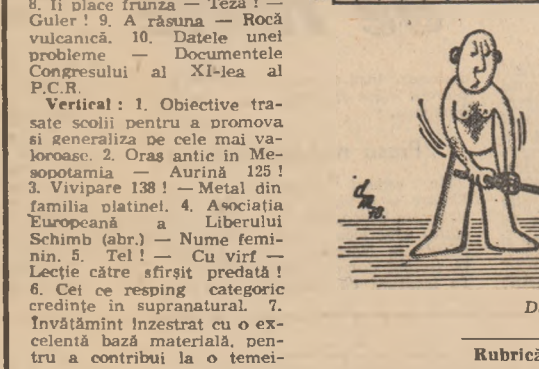 8. Îi place frunza — Teză ! —
Guler ! 9. A răsuna — Rocă
vulcanică. 10. Datele unei
probleme — Documentele
Congresului al XI-lea al
P.C.R.
Vertical : 1. Obiective tra-
sate scolii pentru a promova
si generaliza pe cele mai va-
loroase. 2. Oraș antic în Me-
sopotamia — Aurină 125 !
3. Vivipare 138 ! — Metal din
familia platinei. 4. Asociația
Europeană a Liberului
Schimb (abr.) — Nume femi-
nin. 5. Tel ! — Cu vîrf —
Lecție către sfîrșit predată !
6. Cei ce resping categoric
credințe în supranatural. 7.
Învățămînt înzestrat cu o ex-
celentă bază materială, pen-
tru a contribui la o temei-
D
Rubrică